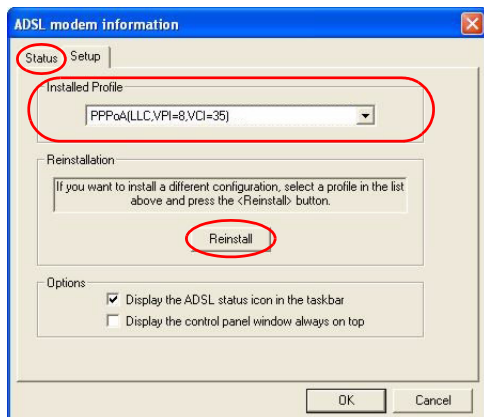 ADSL modem information
Status Setup
Installed Profile
PPPoA(LLC,VPI=8,VCI=35)
Reinstallation
If you want to install a different configuration, select a profile in the list
above and press the <Reinstall> button.
Reinstall
Options
Display the ADSL status icon in the taskbar
Display the control panel window always on top
OK Cancel